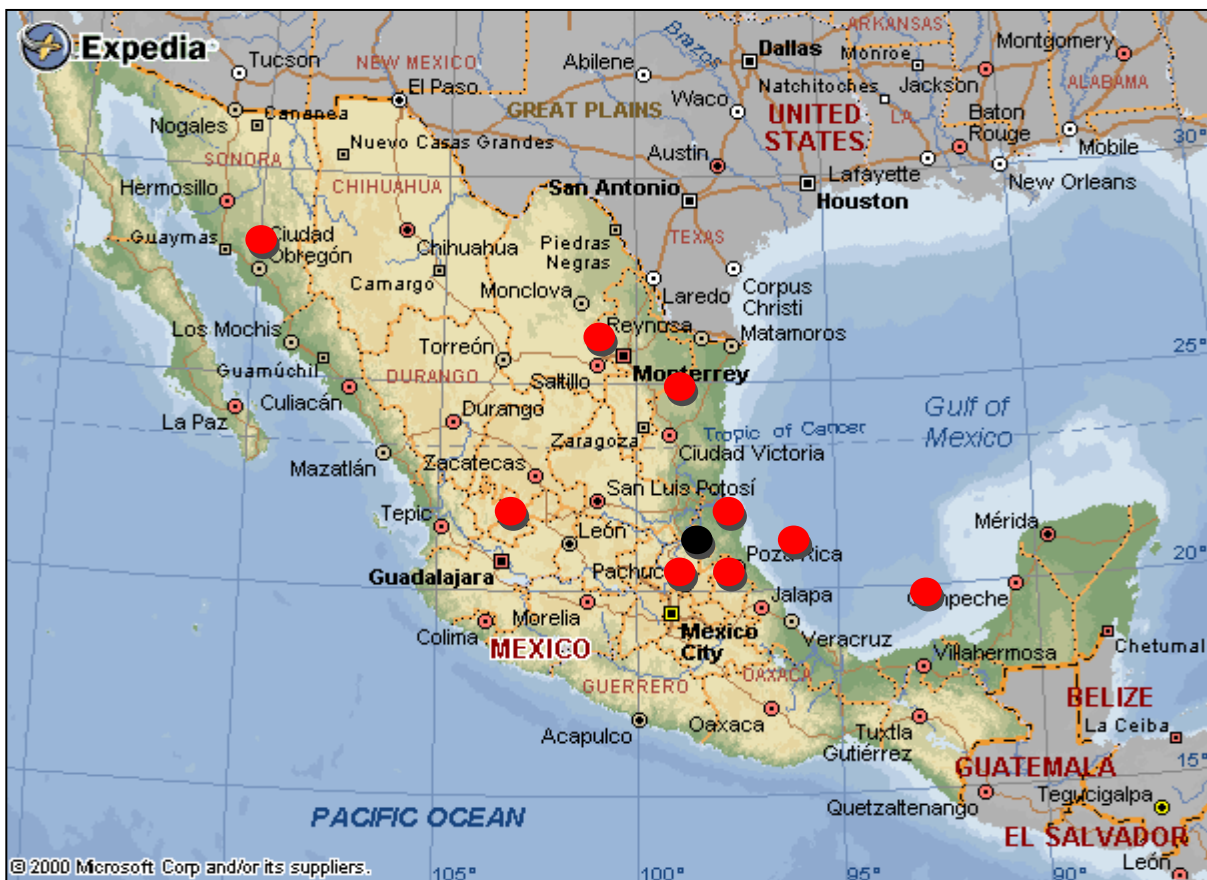 Expedia
Tucson
NEW MEXICO
Abilene
Brazos
Dallas
ARKANSAS
Monroe
Montgomery
Natchitoches
Jackson
ALABAMA
El Paso
GREAT PLAINS
Waco
UNITED
STATES
LA
Baton
Rouge
Nogales
Cananea
30°
Nuevo Casas Grandes
Austin
Mobile
SONORA
CHIHUAHUA
San Antonio
Lafayette
New Orleans
Hermosillo
Houston
Guaymas
Ciudad
Obregón
Chihuahua
Piedras
Negras
TEXAS
Camargo
Monclova
Laredo
Corpus
Christi
Los Mochis
Reynosa
Matamoros
Torreón
25°
Guamúchil
DURANGO
Saltillo
Monterrey
Culiacán
La Paz
Durango
Gulf of
Mexico
Zaragoza
Tropic of Cancer
Ciudad Victoria
Mazatlán
Zacatecas
San Luis Potosí
Tepic
León
Mérida
Poza Rica
20°
Guadalajara
Jalapa
Morelia
Colima
Mexico
City
Veracruz
MEXICO
Villahermosa
Chetumal
GUERRERO
OAXACA
BELIZE
Oaxaca
La Ceiba
Acapulco
Tuxtla
Gutiérrez
GUATEMALA
15°
Quetzaltenango
Tegucigalpa
PACIFIC OCEAN
EL SALVADOR
León
© 2000 Microsoft Corp and/or its suppliers.
105°
100°
95°
90°